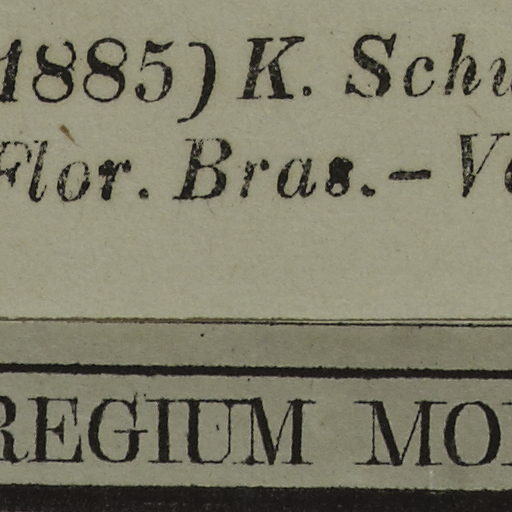 1885) K. Schu
Flor. Bras.– V
REGIUM MO